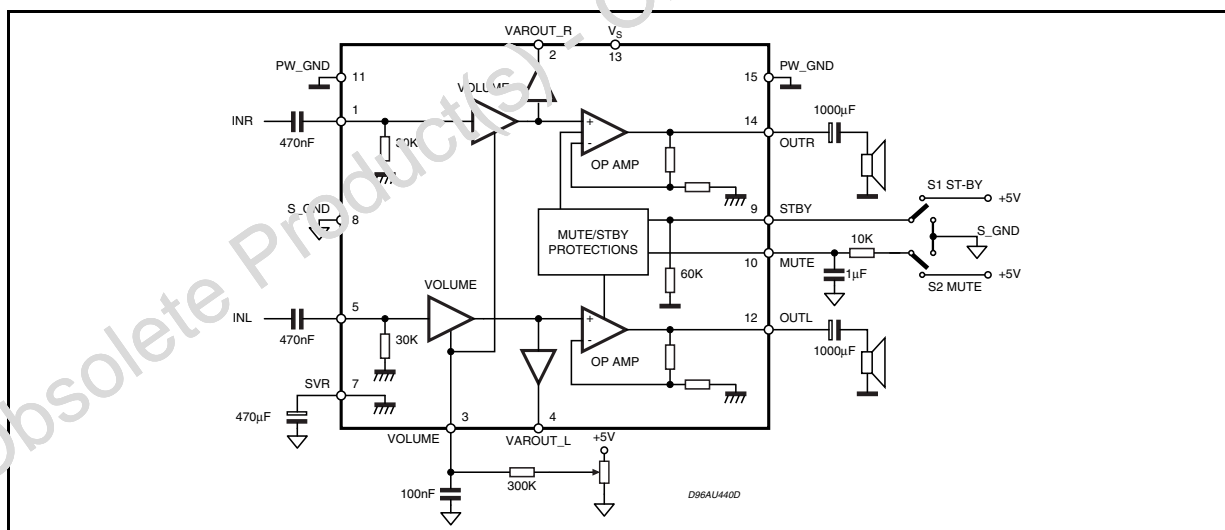 VAROUT_R
VS
2
13
PW_GND
11
15
PW_GND
VOLUME
1000µF
INR
1
14
470nF
30K
OUTR
OP AMP
S1 ST-BY
+5V
S_GND
8
9
STBY
MUTE/STBY
PROTECTIONS
10K
S_GND
10
MUTE
60K
1µF
+5V
S2 MUTE
VOLUME
INL
5
12
OUTL
470nF
30K
OP AMP
1000µF
SVR
7
470µF
3
4
VOLUME
VAROUT_L
+5V
300K
100nF
D96AU440D
Obsolete Product(s) - O